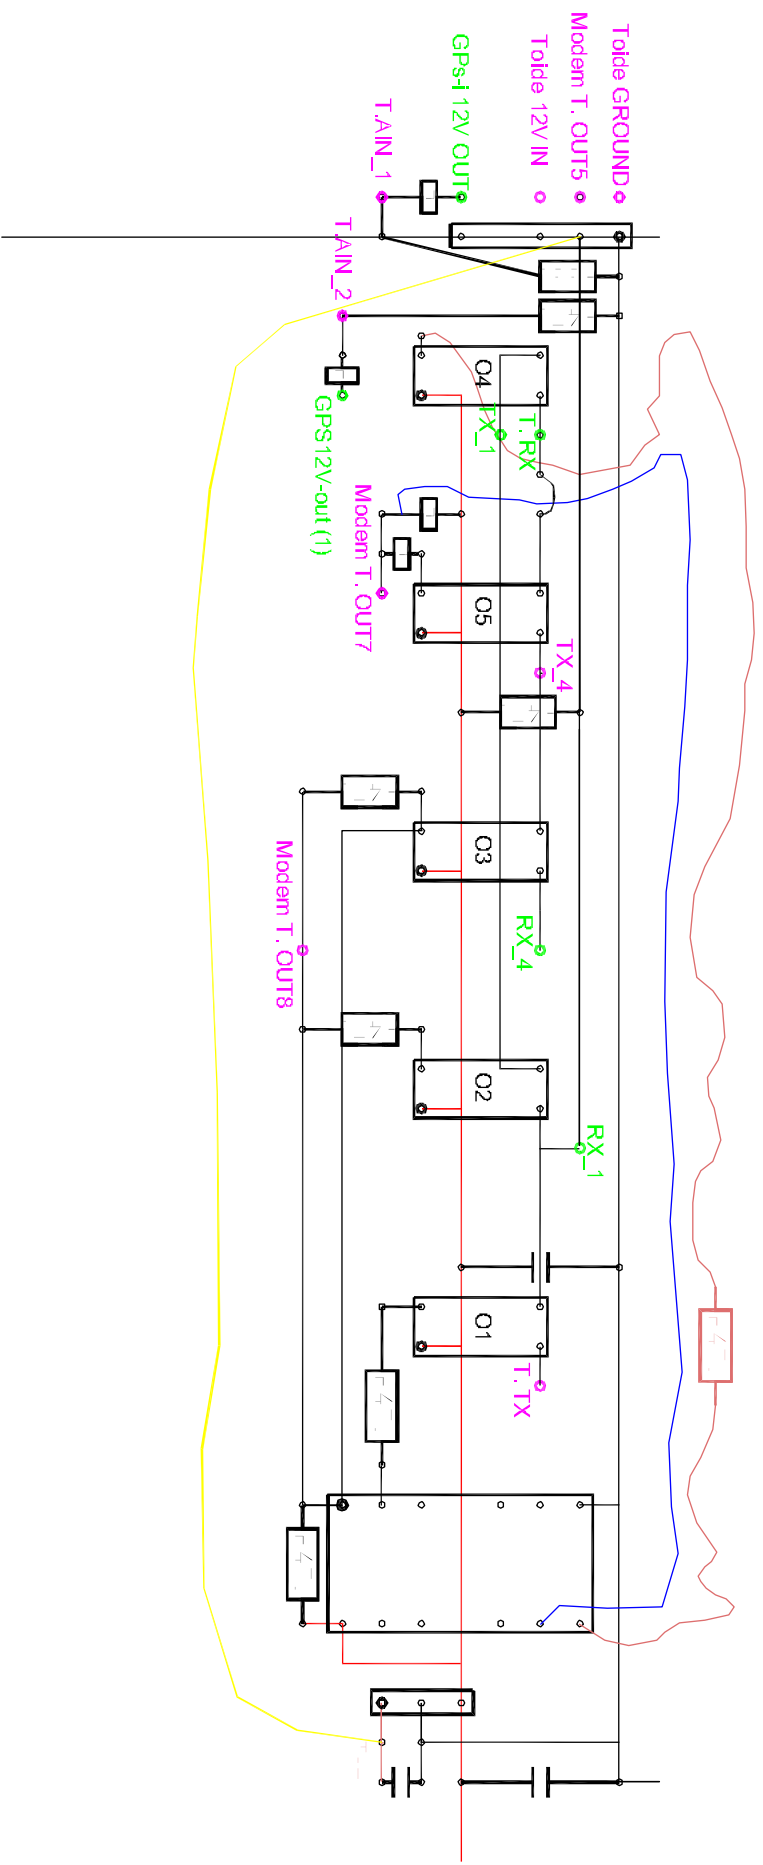 Toide GROUND
Modem T. OUT5
Toide 12V IN
GPs-I 12V OUT
T.AIN_1
T.AIN_2
GPS12V-out (1)
O4
TX_1
T. RX
Modem T. OUT7
O5
TX_4
O3
RX_4
Modem T. OUT8
O2
RX_1
O1
T. TX